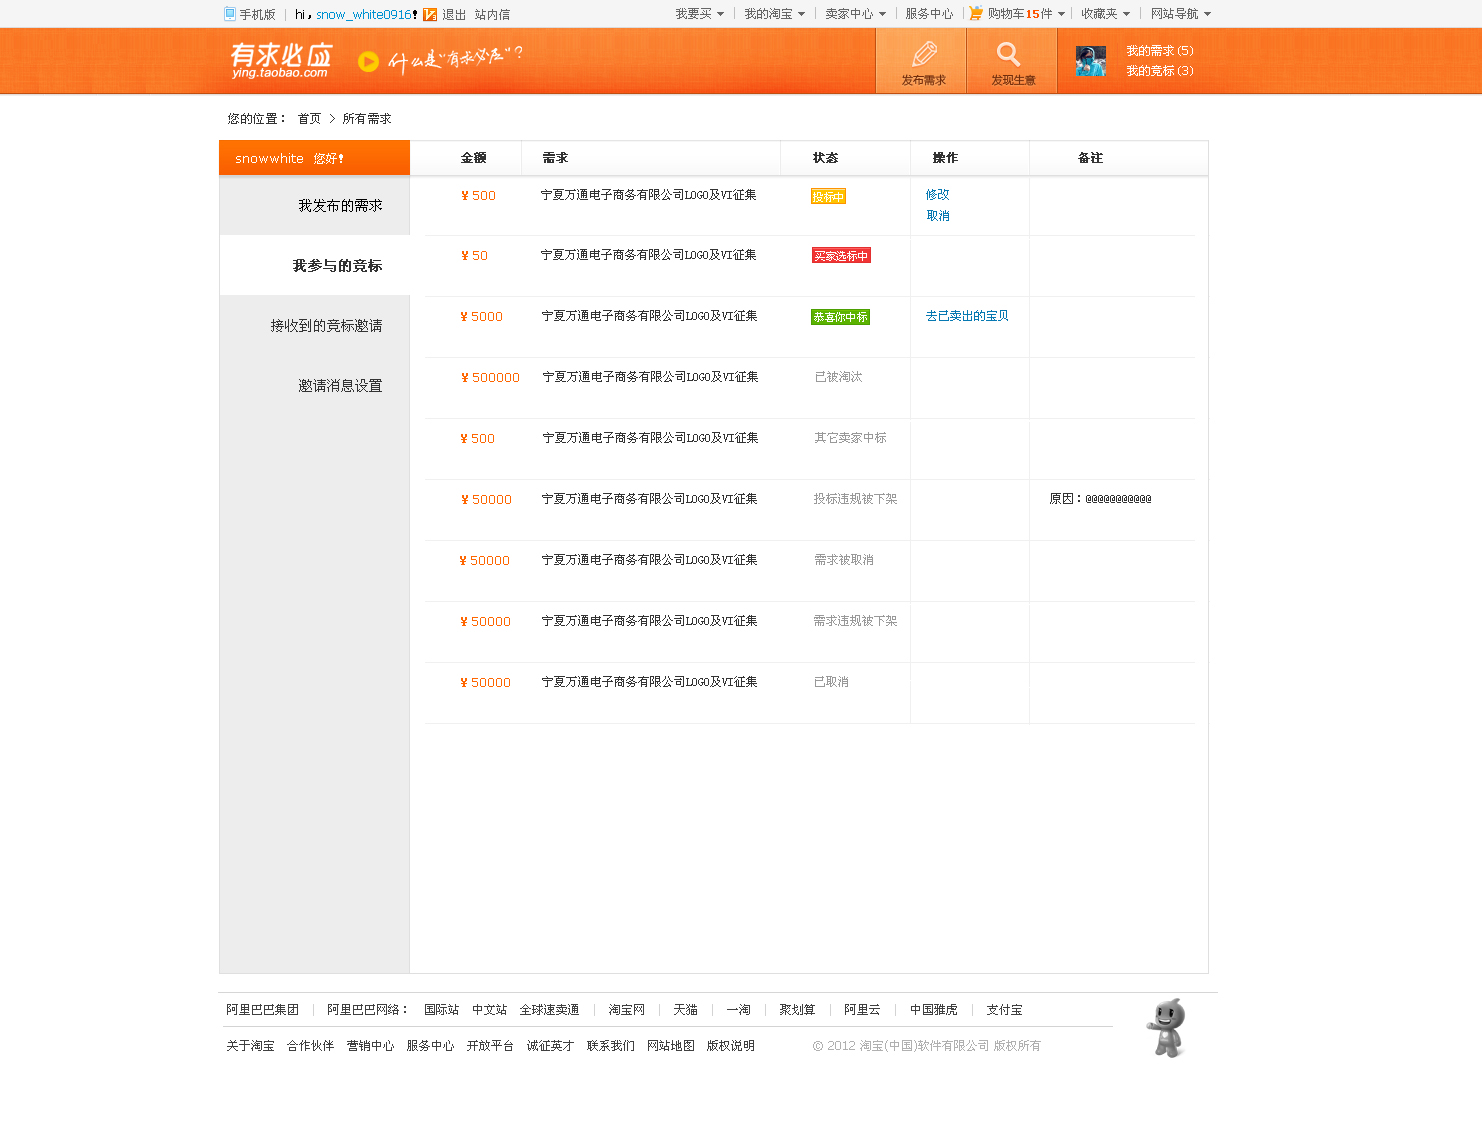 手机版 hi，snow_white0916! 退出 站内信 我要买 我的淘宝 卖家中心 服务中心 购物车15件 收藏夹 网站导航
有求必应 ying.taobao.com 什么是"有求必应"? 发布需求 发现生意 我的需求(5)
我的竞标(3)
您的位置： 首页 > 所有需求
snowwhite 您好! 金额 需求 状态 操作 备注
我发布的需求
我参与的竞标
接收到的竞标邀请
邀请消息设置
¥ 500 宁夏万通电子商务有限公司LOGO及VI征集 投标中 修改
取消
¥ 50 宁夏万通电子商务有限公司LOGO及VI征集 买家选标中
¥ 5000 宁夏万通电子商务有限公司LOGO及VI征集 恭喜你中标 去已卖出的宝贝
¥ 500000 宁夏万通电子商务有限公司LOGO及VI征集 已被淘汰
¥ 500 宁夏万通电子商务有限公司LOGO及VI征集 其它卖家中标
¥ 50000 宁夏万通电子商务有限公司LOGO及VI征集 投标违规被下架 原因：@@@@@@@@@@@
¥ 50000 宁夏万通电子商务有限公司LOGO及VI征集 需求被取消
¥ 50000 宁夏万通电子商务有限公司LOGO及VI征集 需求违规被下架
¥ 50000 宁夏万通电子商务有限公司LOGO及VI征集 已取消
阿里巴巴集团 阿里巴巴网络： 国际站 中文站 全球速卖通 淘宝网 天猫 一淘 聚划算 阿里云 中国雅虎 支付宝
关于淘宝 合作伙伴 营销中心 服务中心 开放平台 诚征英才 联系我们 网站地图 版权说明 © 2012 淘宝(中国)软件有限公司 版权所有